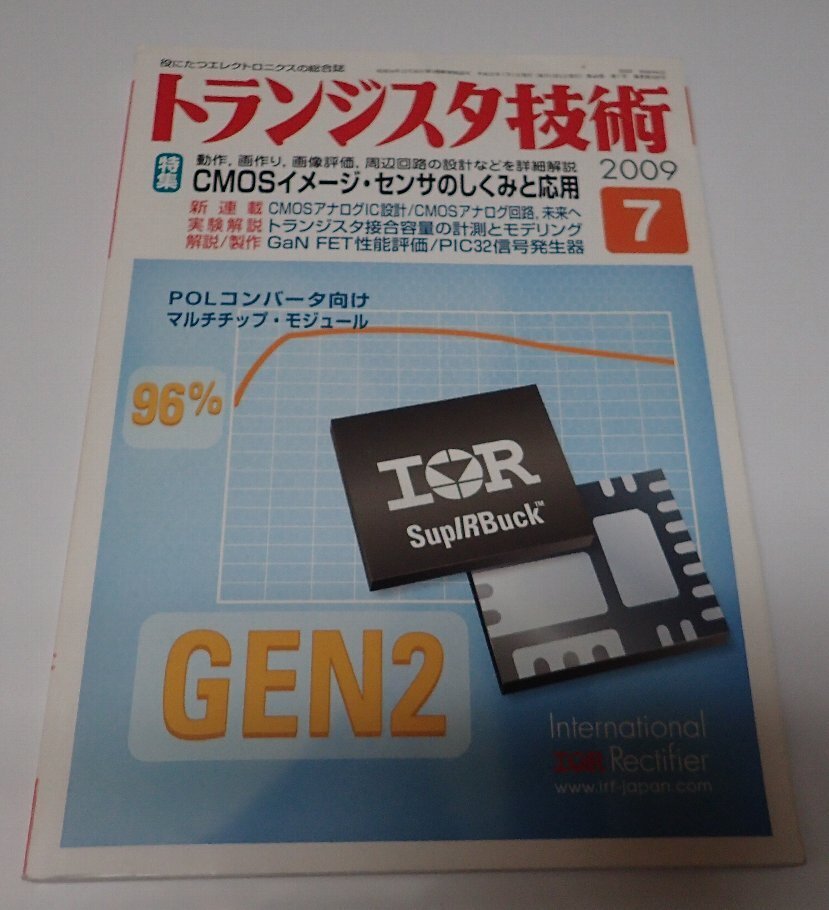 役にたつエレクトロニクスの総合誌
トランジスタ技術
特集
動作，画作り，画像評価，周辺回路の設計などを詳細解説
CMOSイメージ・センサのしくみと応用
2009
7
新連載 CMOSアナログIC設計/CMOSアナログ回路，未来へ
実験解説 トランジスタ接合容量の計測とモデリング
解説/製作 GaN FET性能評価/PIC32信号発生器
POLコンバータ向け
マルチチップ・モジュール
96%
IOR
SupIRBuck™
GEN2
International
IOR Rectifier
www.irf-japan.com